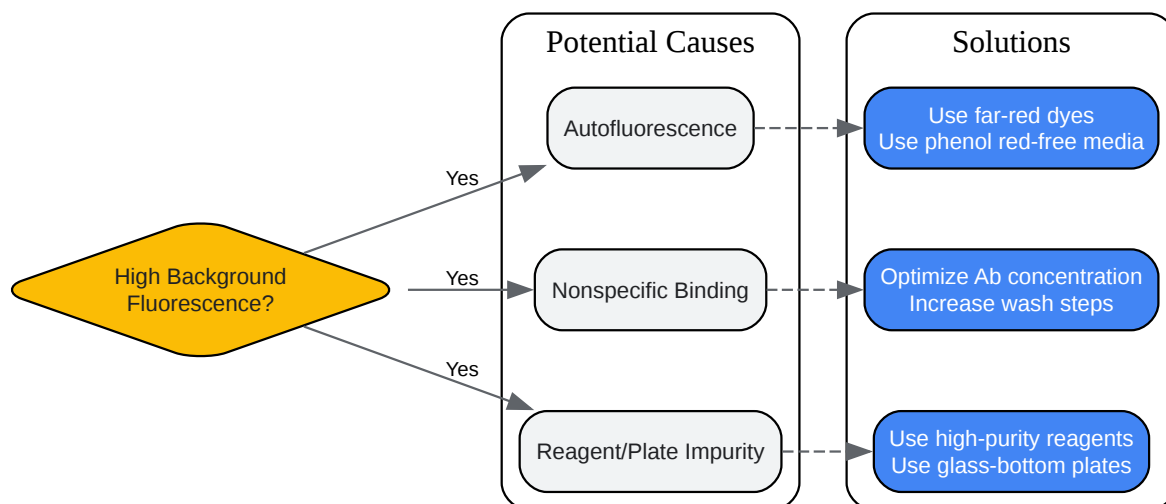 Potential Causes
Solutions
Autofluorescence
Use far-red dyes
Use phenol red-free media
Yes
High Background
Fluorescence?
Yes
Nonspecific Binding
Optimize Ab concentration
Increase wash steps
Yes
Reagent/Plate Impurity
Use high-purity reagents
Use glass-bottom plates